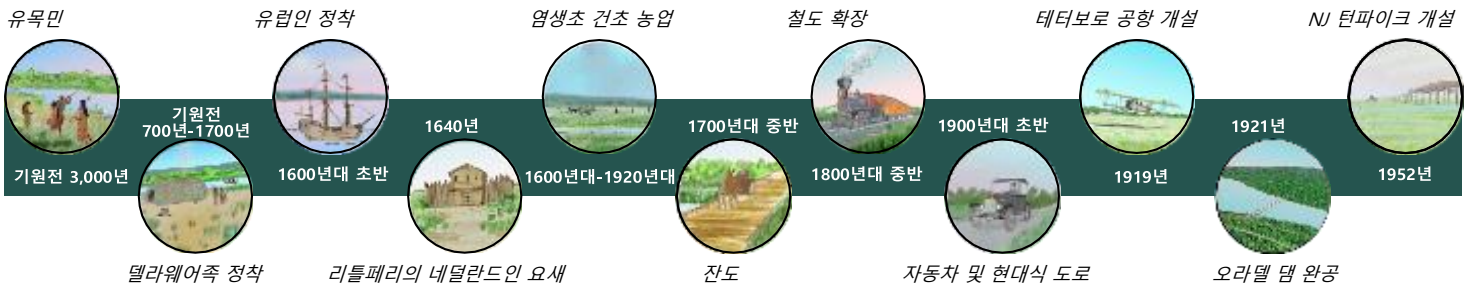 유목민
유럽인 정착
염생초 건초 농업
철도 확장
테터보로 공항 개설
NJ 턴파이크 개설
기원전
700년-1700년
1640년
1700년대 중반
1900년대 초반
1921년
기원전 3,000년
1600년대 초반
1600년대-1920년대
1800년대 중반
1919년
1952년
델라웨어족 정착
리틀페리의 네덜란드인 요새
잔도
자동차 및 현대식 도로
오라델 댐 완공